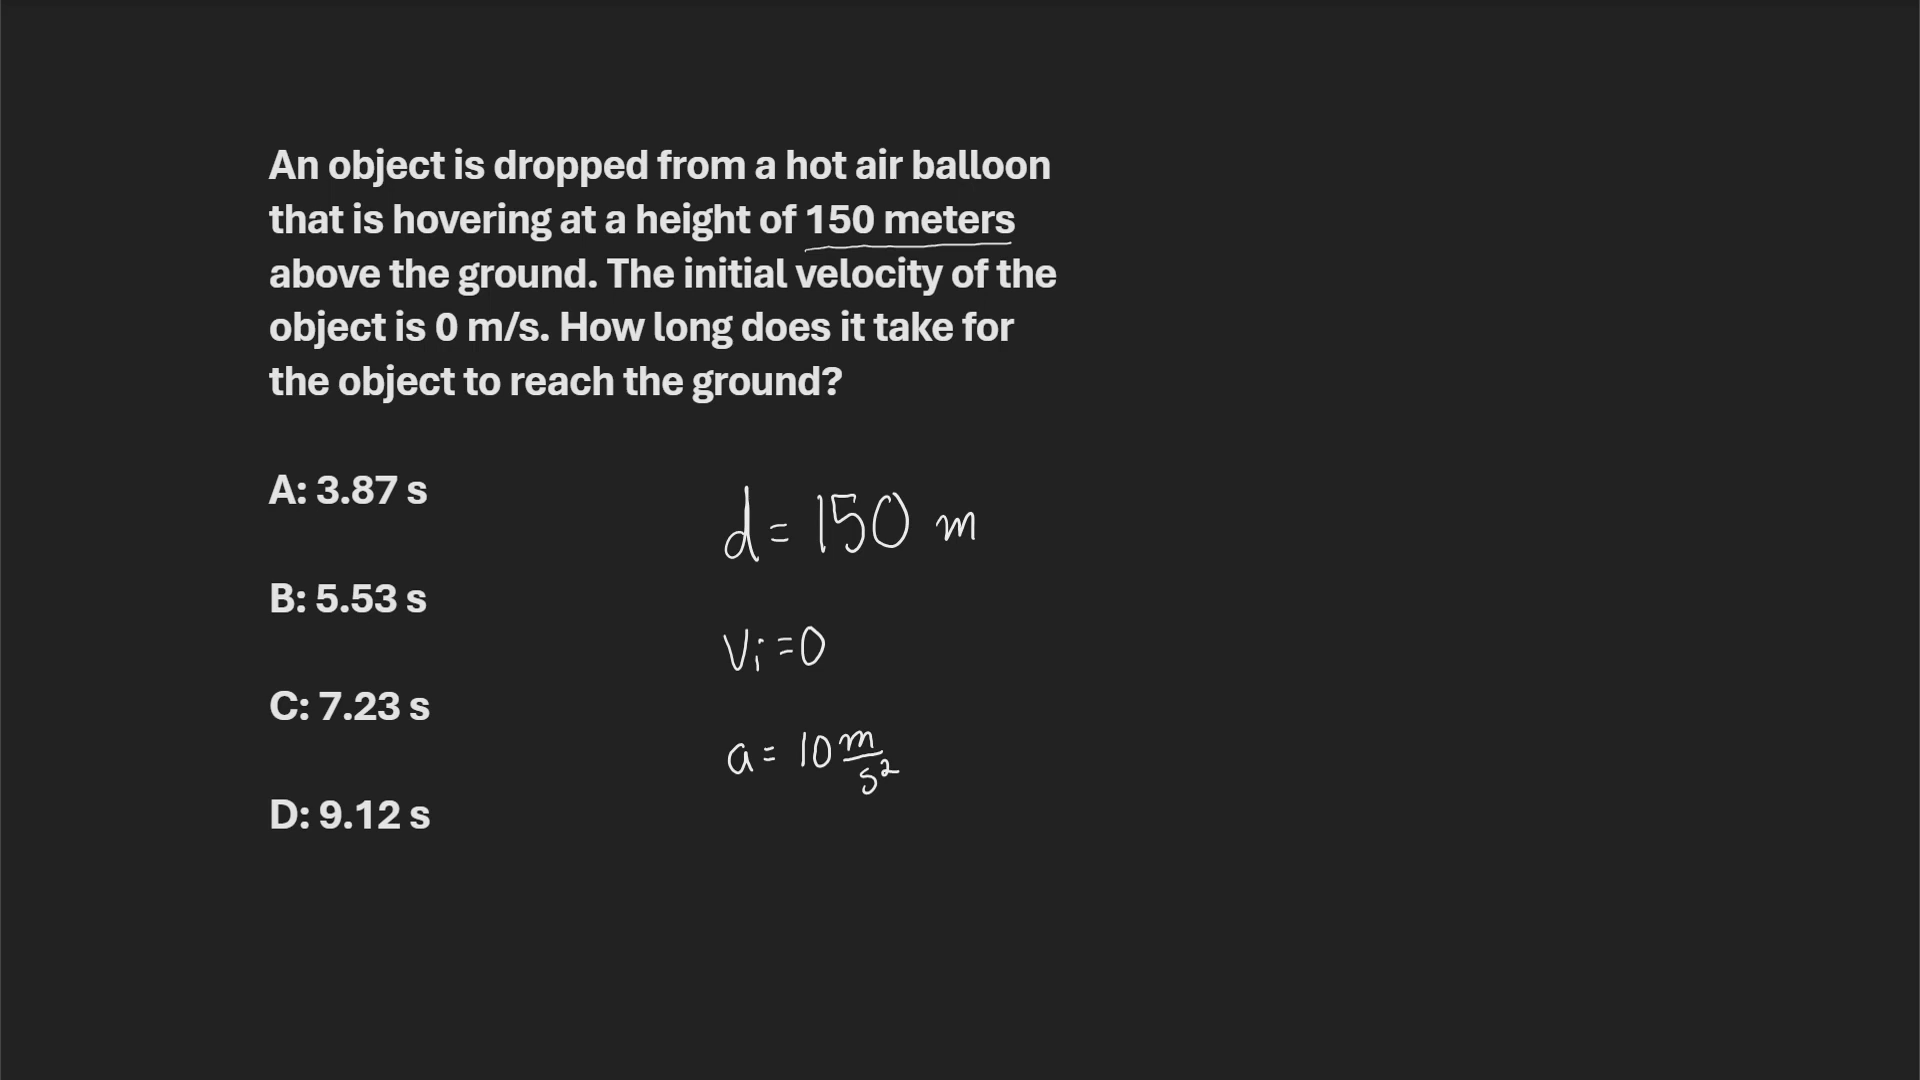 An object is dropped from a hot air balloon
that is hovering at a height of 150 meters
above the ground. The initial velocity of the
object is 0 m/s. How long does it take for
the object to reach the ground?
A: 3.87 s
B: 5.53 s
C: 7.23 s
D: 9.12 s
d = 150 m
Vi = 0
a = 10 m/s²